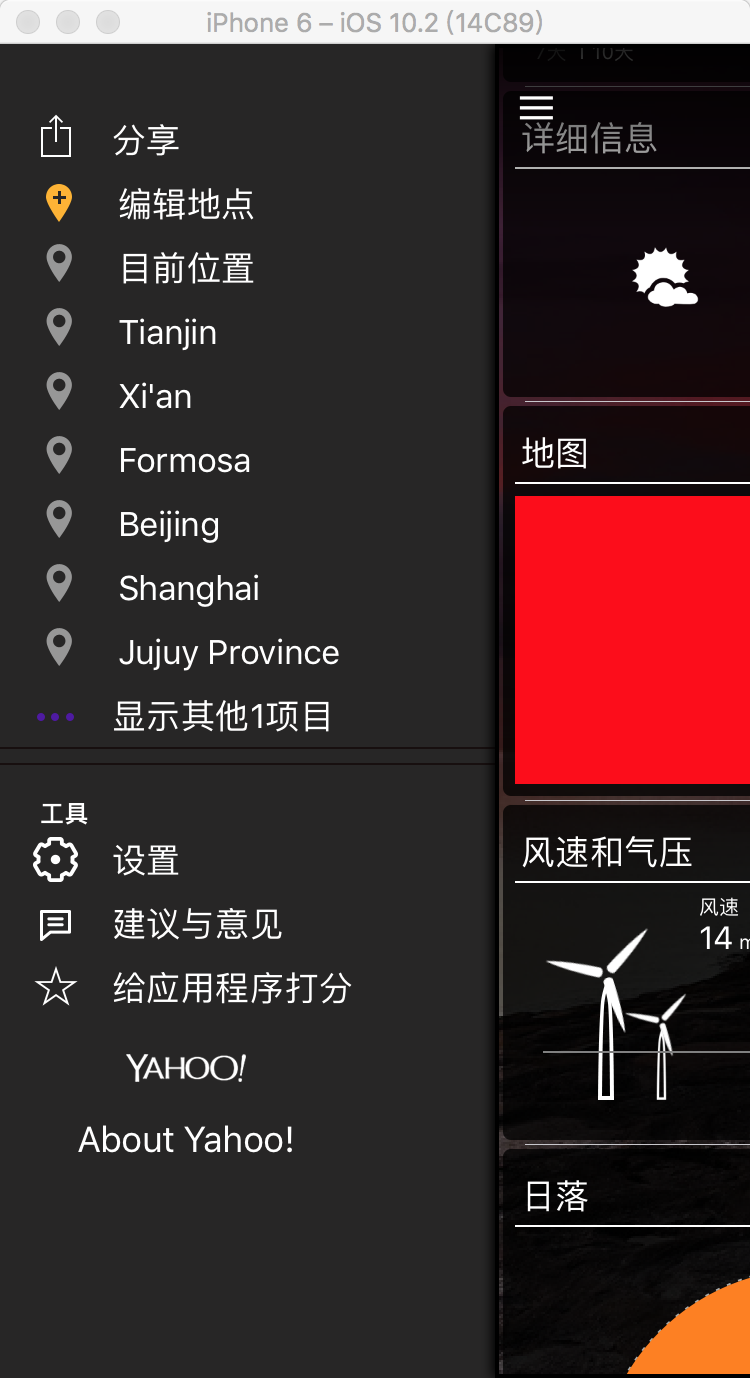 iPhone 6 – iOS 10.2 (14C89)
分享
编辑地点
目前位置
Tianjin
Xi'an
Formosa
Beijing
Shanghai
Jujuy Province
显示其他1项目
工具
设置
建议与意见
给应用程序打分
YAHOO!
About Yahoo!
7天 10天
详细信息
地图
风速和气压
风速
14 m
日落